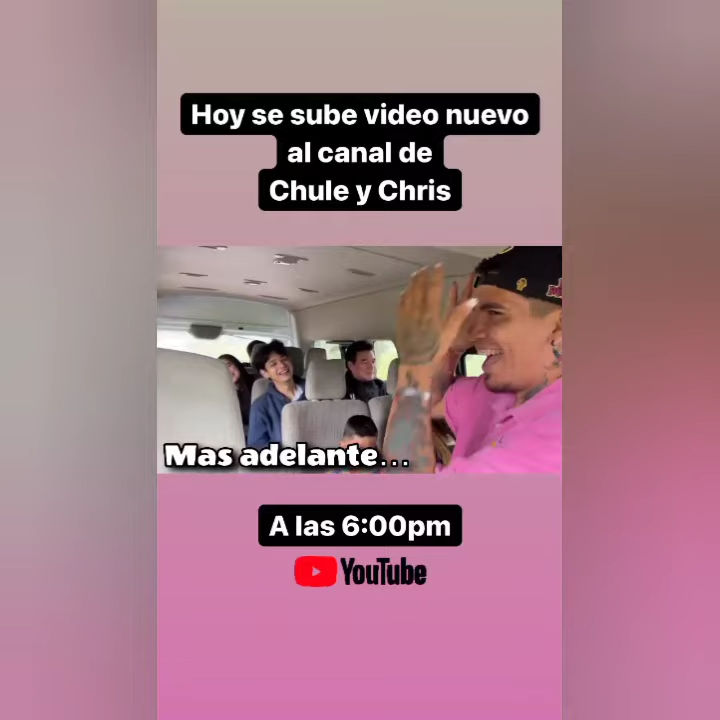 Hoy se sube video nuevo
al canal de
Chule y Chris
Mas adelante...
A las 6:00pm
YouTube